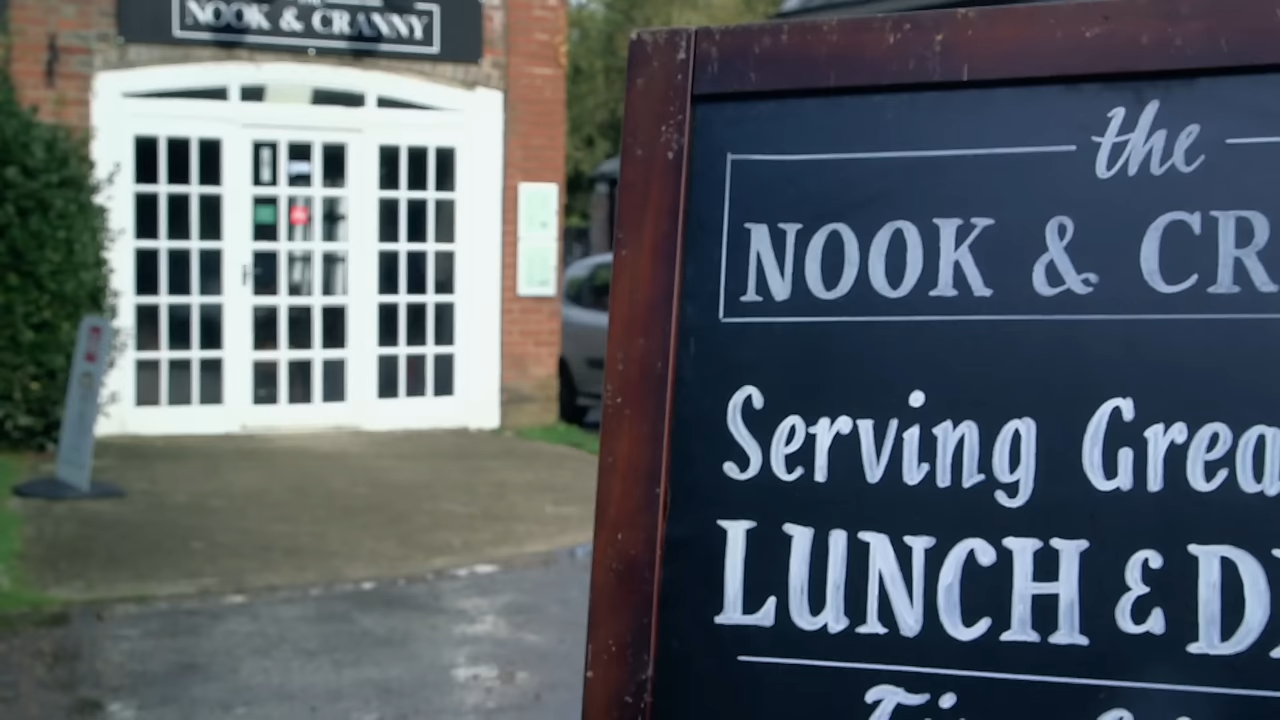 NOOK & CRANNY
the
NOOK & CR
Serving Grea
LUNCH & D